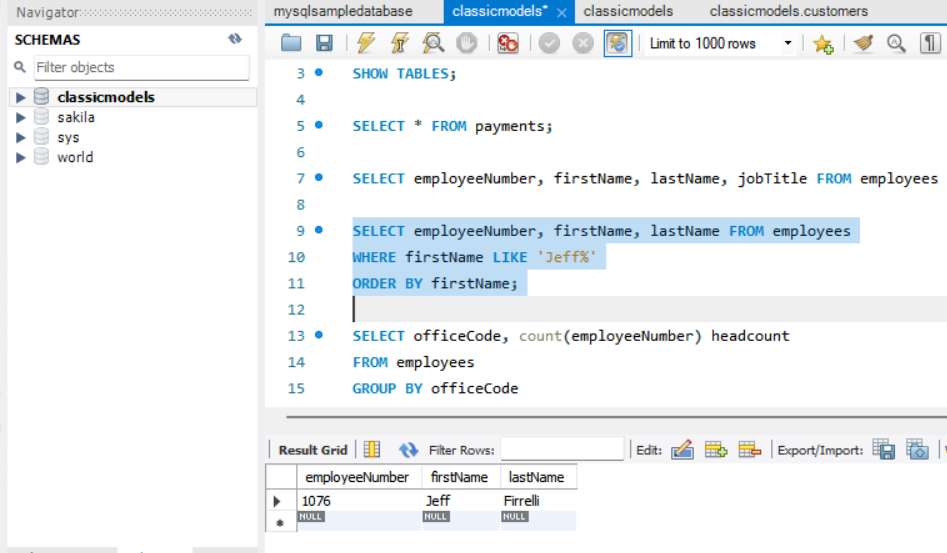 Navigator
SCHEMAS
Filter objects
classicmodels
sakila
sys
world
mysqlsampledatabase classicmodels* × classicmodels classicmodels.customers
Limit to 1000 rows
3 SHOW TABLES;
4
5 SELECT * FROM payments;
6
7 SELECT employeeNumber, firstName, lastName, jobTitle FROM employees
8
9 SELECT employeeNumber, firstName, lastName FROM employees
10 WHERE firstName LIKE 'Jeff%'
11 ORDER BY firstName;
12
13 SELECT officeCode, count(employeeNumber) headcount
14 FROM employees
15 GROUP BY officeCode
Result Grid Filter Rows: Edit: Export/Import:
employeeNumber firstName lastName
1076 Jeff Firrelli
NULL NULL NULL